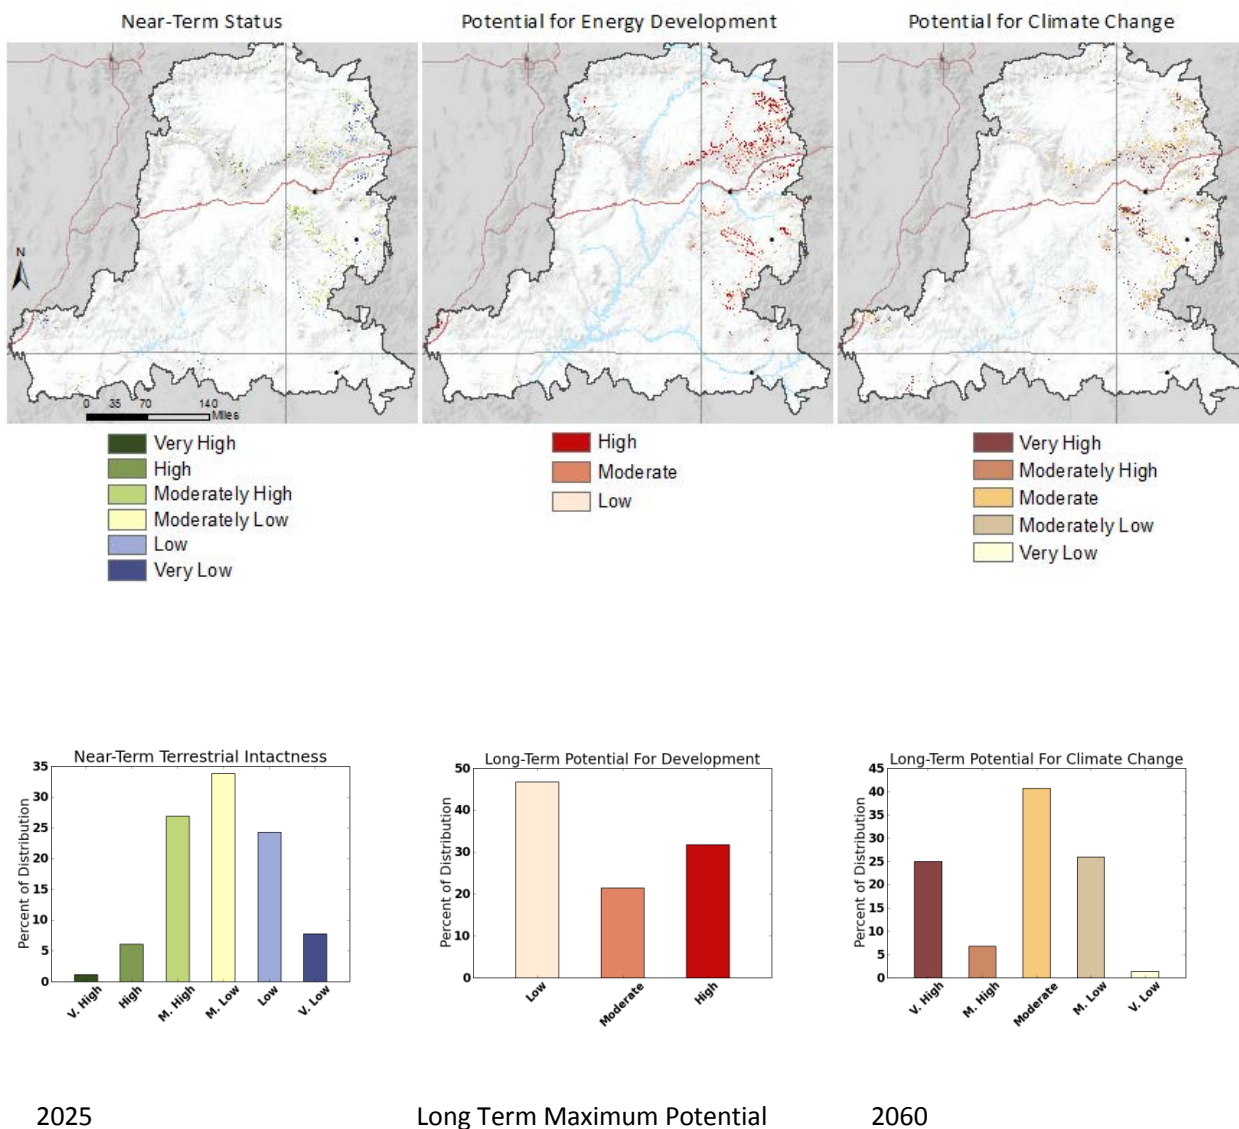 Near-Term Status
Potential for Energy Development
Potential for Climate Change
N
0 35 70 140
Miles
Very High
High
Moderately High
Moderately Low
Low
Very Low
High
Moderate
Low
Very High
Moderately High
Moderate
Moderately Low
Very Low
Near-Term Terrestrial Intactness
Percent of Distribution
35
30
25
20
15
10
5
0
V. High
High
M. High
M. Low
Low
V. Low
Long-Term Potential For Development
Percent of Distribution
50
40
30
20
10
0
Low
Moderate
High
Long-Term Potential For Climate Change
Percent of Distribution
45
40
35
30
25
20
15
10
5
0
V. High
M. High
Moderate
M. Low
V. Low
2025
Long Term Maximum Potential
2060